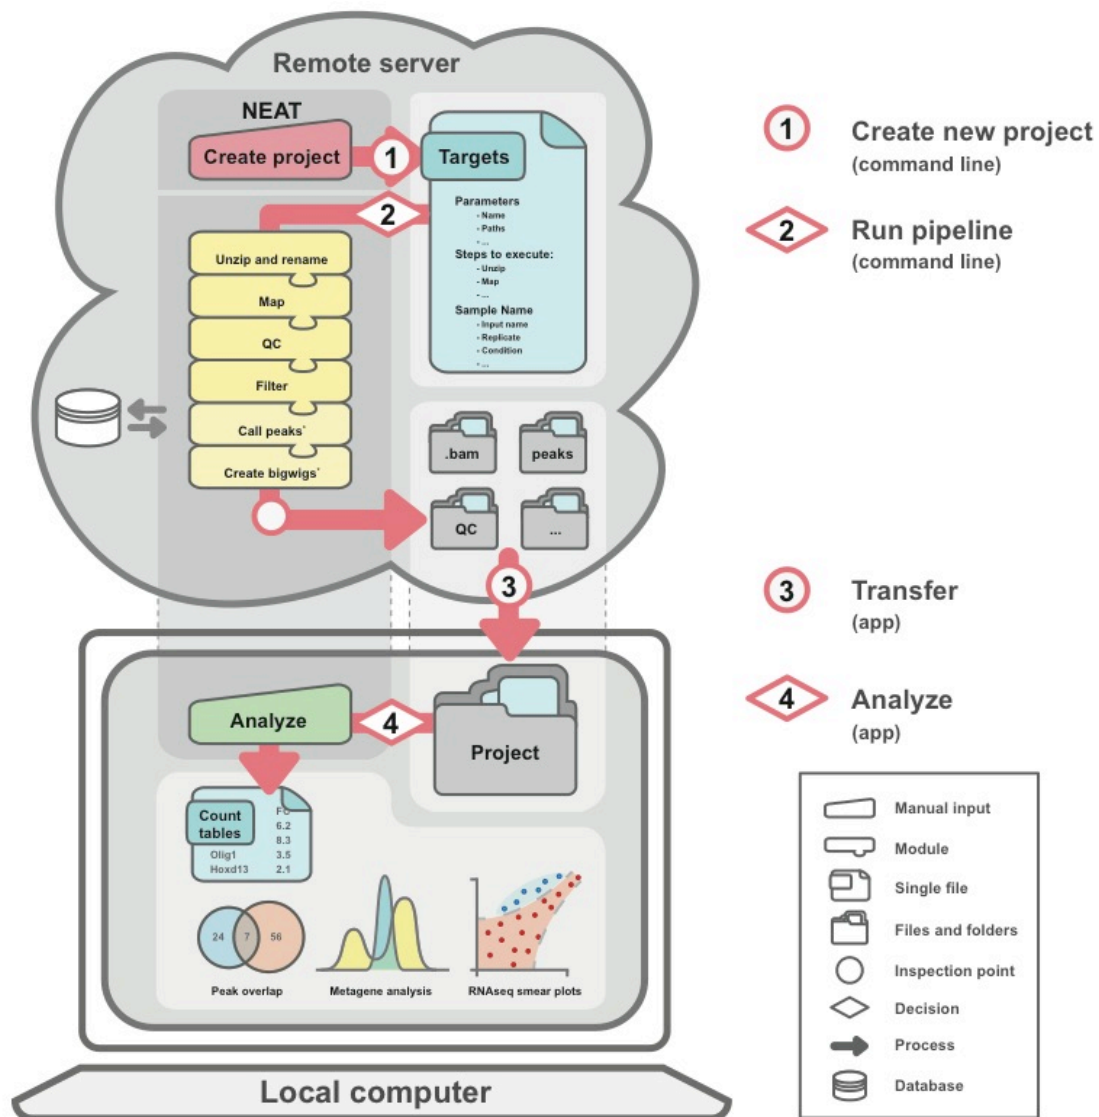 Remote server
NEAT
Create project
1
Targets
2
Parameters
- Name
- Paths
- ...
Steps to execute:
- Unzip
- Map
- ...
Sample Name
- Input name
- Replicate
- Condition
- ...
Unzip and rename
Map
QC
Filter
Call peaks*
Create bigwigs*
.bam
peaks
QC
...
3
Analyze
4
Project
Count
tables
FC
6.2
8.3
Olig1 3.5
Hoxd13 2.1
24 7 56
Peak overlap
Metagene analysis
RNAseq smear plots
Local computer
1 Create new project
(command line)
2 Run pipeline
(command line)
3 Transfer
(app)
4 Analyze
(app)
Manual input
Module
Single file
Files and folders
Inspection point
Decision
Process
Database